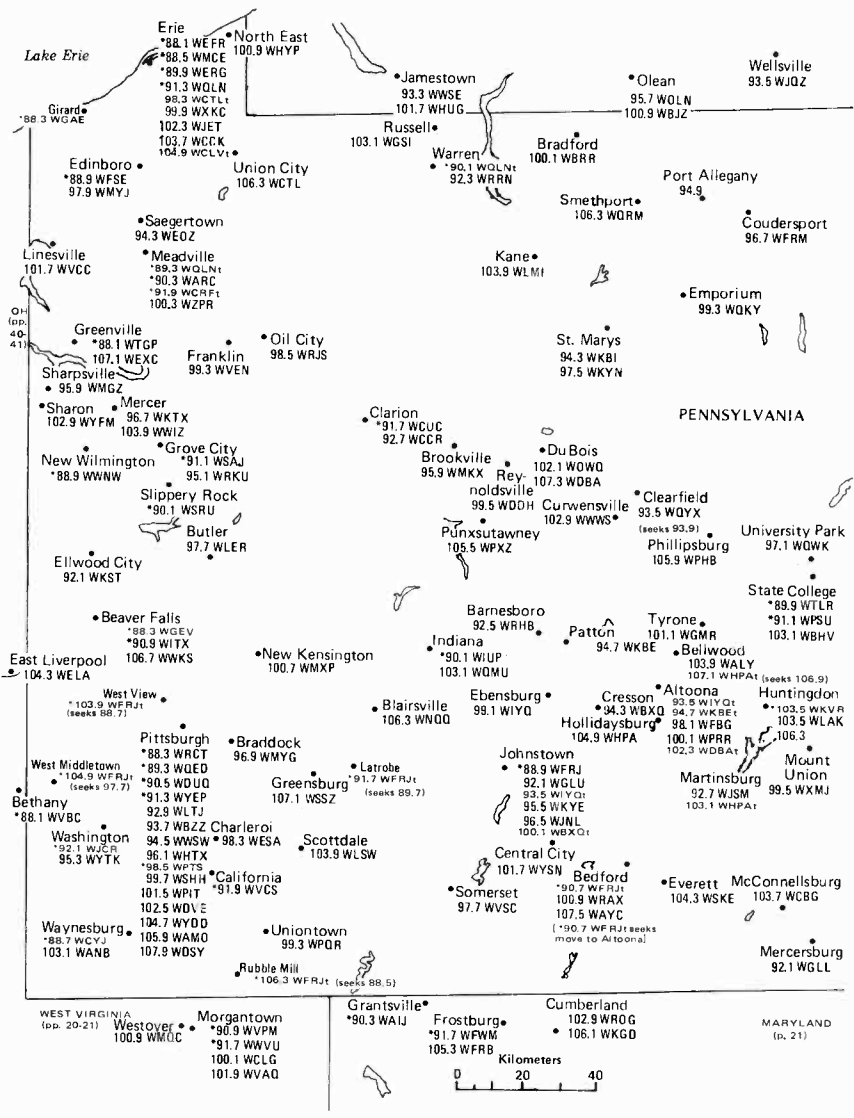 Lake Erie
Erie
*88.1 WEFR
*88.5 WMCE
*89.9 WERG
*91.3 WQLN
98.3 WCTLt
99.9 WXKC
102.3 WJET
103.7 WCCK
104.9 WCLVt
North East
100.9 WHYP
Jamestown
93.3 WWSE
101.7 WHUG
Olean
95.7 WOLN
100.9 WBJZ
Wellsville
93.5 WJQZ
Girard
*88.3 WGAE
Russell
103.1 WGSI
Warren
*90.1 WQLNt
92.3 WRRN
Bradford
100.1 WBRR
Port Allegany
94.9
Edinboro
*88.9 WFSE
97.9 WMYJ
Union City
106.3 WCTL
Smethport
106.3 WQRM
Coudersport
96.7 WFRM
Saegertown
94.3 WEOZ
Linesville
101.7 WVCC
Meadville
*89.3 WQLNt
*90.3 WARC
*91.9 WCRFt
100.3 WZPR
Kane
103.9 WLMI
Emporium
99.3 WQKY
OH
(pp.
40-
41)
Greenville
*88.1 WTGP
107.1 WEXC
Franklin
99.3 WVEN
Oil City
98.5 WRJS
St. Marys
94.3 WKBI
97.5 WKYN
Sharpsville
95.9 WMGZ
Sharon
102.9 WYFM
Mercer
96.7 WKTX
103.9 WWIZ
Clarion
*91.7 WCUC
92.7 WCCR
PENNSYLVANIA
New Wilmington
*88.9 WWNW
Grove City
*91.1 WSAJ
95.1 WRKU
Brookville
95.9 WMKX
Rey-
noldsville
99.5 WDDH
Du Bois
102.1 WOWQ
107.3 WDBA
Slippery Rock
*90.1 WSRU
Curwensville
102.9 WWWS
Clearfield
93.5 WQYX
(seeks 93.9)
Butler
97.7 WLER
Punxsutawney
105.5 WPXZ
Phillipsburg
105.9 WPHB
University Park
97.1 WQWK
Ellwood City
92.1 WKST
State College
*89.9 WTLR
*91.1 WPSU
103.1 WBHV
Beaver Falls
*88.3 WGEV
*90.9 WITX
106.7 WWKS
Barnesboro
92.5 WRHB
Patton
94.7 WKBE
Tyrone
101.1 WGMR
Indiana
*90.1 WIUP
103.1 WQMU
Bellwood
103.9 WALY
107.1 WHPAt (seeks 106.9)
East Liverpool
104.3 WELA
New Kensington
100.7 WMXP
West View
*103.9 WFRJt
(seeks 88.7)
Blairsville
106.3 WNQQ
Ebensburg
99.1 WIYQ
Cresson
94.3 WBXQ
Hollidaysburg
104.9 WHPA
Altoona
93.5 WIYQt
94.7 WKBEt
98.1 WFBG
100.1 WPRR
102.3 WDBAt
Huntingdon
*103.5 WKVR
103.5 WLAK
106.3
Pittsburgh
*88.3 WRCT
*89.3 WQED
*90.5 WDUQ
*91.3 WYEP
92.9 WLTJ
93.7 WBZZ
94.5 WWSW
96.1 WHTX
*98.5 WPTS
99.7 WSHH
101.5 WPIT
102.5 WDVE
104.7 WYDD
105.9 WAMO
107.9 WDSY
Braddock
96.9 WMYG
West Middletown
*104.9 WFRJt
(seeks 97.7)
Greensburg
107.1 WSSZ
Latrobe
*91.7 WFRJt
(seeks 89.7)
Johnstown
*88.9 WFRJ
92.1 WGLU
93.5 WIYQt
95.5 WKYE
96.5 WJNL
100.1 WBXQt
Martinsburg
92.7 WJSM
103.1 WHPAt
Mount
Union
99.5 WXMJ
Bethany
*88.1 WVBC
Washington
*92.1 WJCR
95.3 WYTK
Charleroi
98.3 WESA
Scottdale
103.9 WLSW
Central City
101.7 WYSN
California
*91.9 WVCS
Somerset
97.7 WVSC
Bedford
*90.7 WFRJt
100.9 WRAX
107.5 WAYC
[ *90.7 WFRJt seeks
move to Altoona]
Everett
104.3 WSKE
McConnellsburg
103.7 WCBG
Waynesburg
*88.7 WCYJ
103.1 WANB
Uniontown
99.3 WPQR
Mercersburg
92.1 WGLL
Rubble Mill
*106.3 WFRJt (seeks 88.5)
WEST VIRGINIA
(pp. 20-21)
Westover
100.9 WMQC
Morgantown
*90.9 WVPM
*91.7 WWVU
100.1 WCLG
101.9 WVAQ
Grantsville
*90.3 WAIJ
Frostburg
*91.7 WFWM
105.3 WFRB
Cumberland
102.9 WROG
106.1 WKGO
MARYLAND
(p. 21)
Kilometers
0 20 40